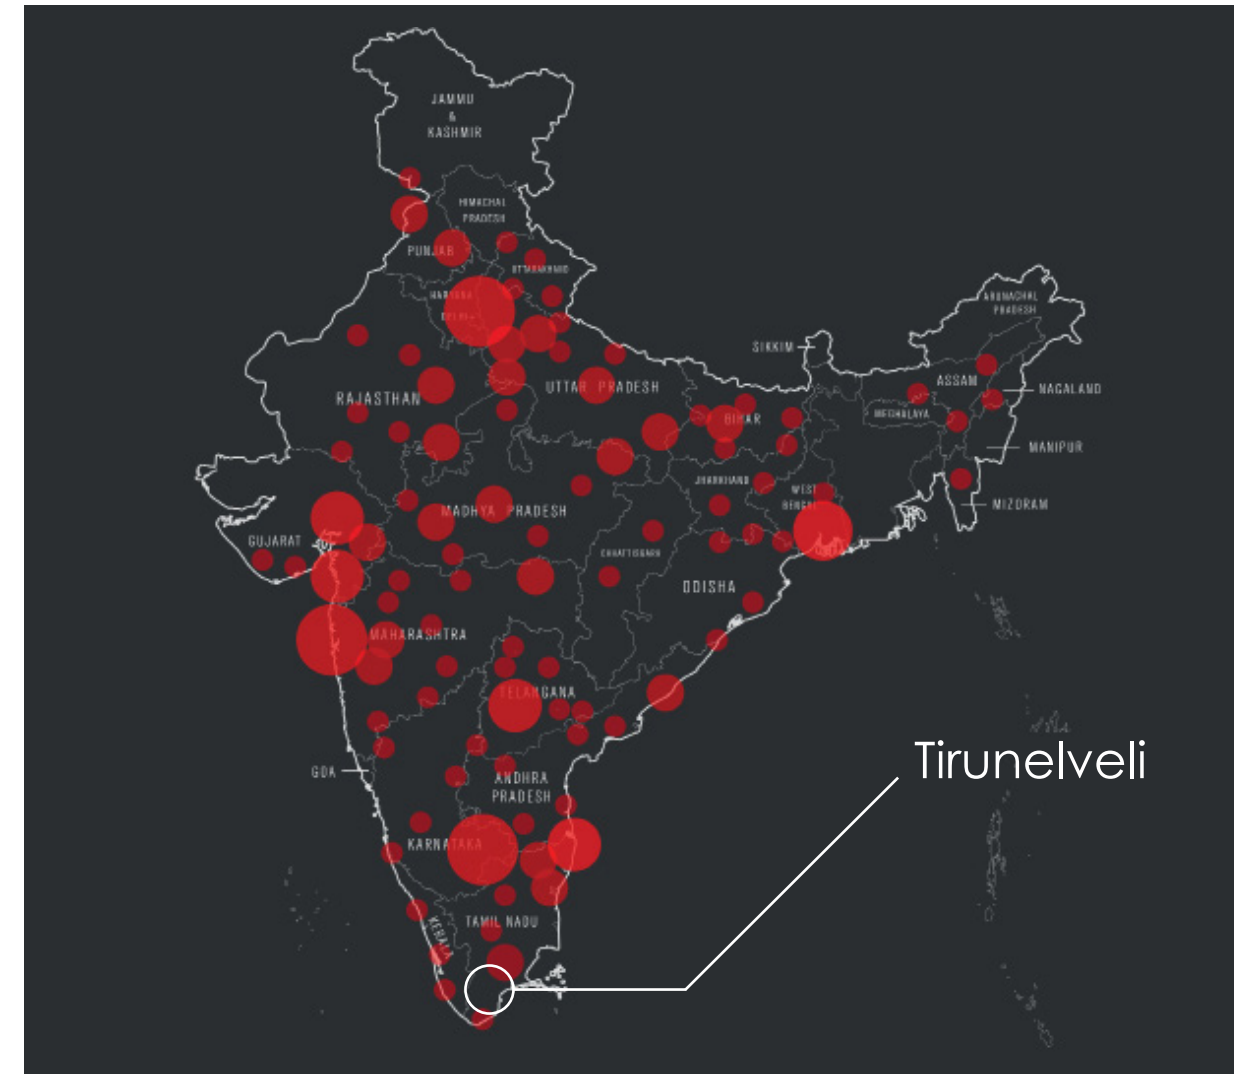 JAMMU
&
KASHMIR
HIMACHAL
PRADESH
PUNJAB
UTTARAKHAND
HARYANA
DELHI
ARUNACHAL
PRADESH
SIKKIM
ASSAM
NAGALAND
RAJASTHAN
UTTAR PRADESH
MEGHALAYA
BIHAR
MANIPUR
JHARKHAND
WEST
BENGAL
MIZORAM
MADHYA PRADESH
GUJARAT
CHHATTISGARH
ODISHA
MAHARASHTRA
TELANGANA
Tirunelveli
GOA
ANDHRA
PRADESH
KARNATAKA
TAMIL NADU
KERALA